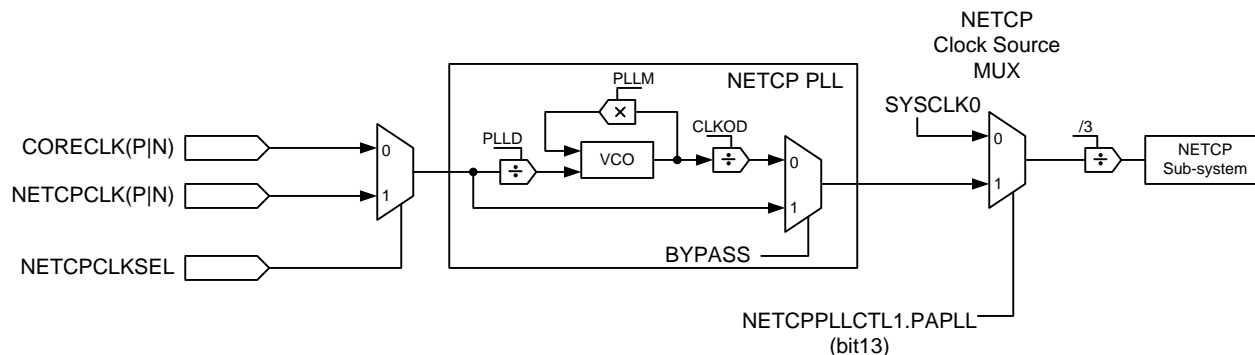 NETCP
Clock Source
MUX
NETCP PLL
PLLM
×
SYSCLK0
CORECLK(P|N)
0
PLLD
÷
VCO
CLKOD
÷
0
0
/3
÷
NETCP
Sub-system
NETCPCLK(P|N)
1
1
1
BYPASS
NETCPCLKSEL
NETCPPLLCTL1.PAPLL
(bit13)